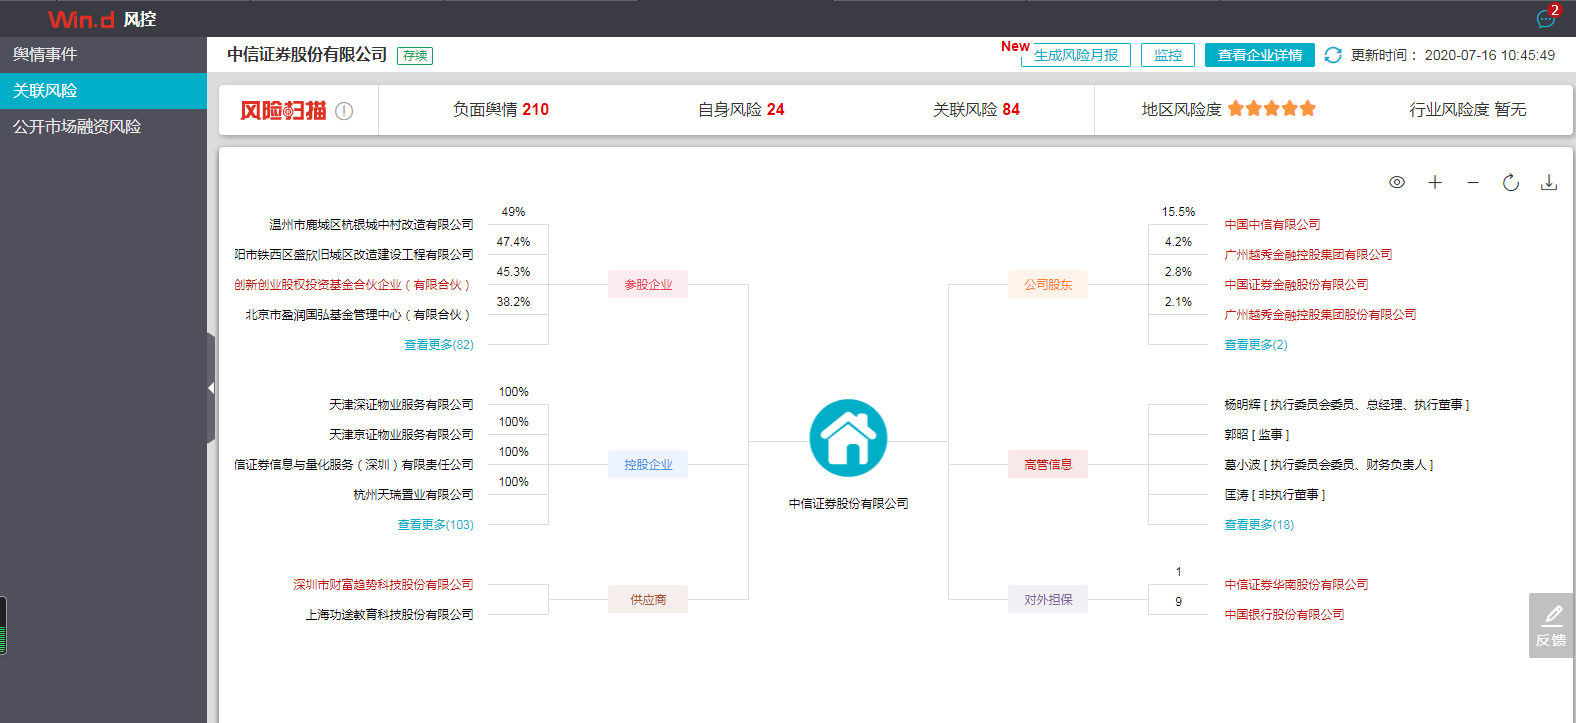 Win.d 风控
2
舆情事件
关联风险
公开市场融资风险
中信证券股份有限公司 存续
New
生成风险月报 监控 查看企业详情 更新时间： 2020-07-16 10:45:49
风险扫描 负面舆情 210 自身风险 24 关联风险 84 地区风险度 行业风险度 暂无
49%
温州市鹿城区杭银城中村改造有限公司
47.4%
阳市铁西区盛欣旧城区改造建设工程有限公司
45.3%
创新创业股权投资基金合伙企业（有限合伙）
38.2%
北京市盈润国弘基金管理中心（有限合伙）
查看更多(82)
参股企业
100%
天津深证物业服务有限公司
100%
天津京证物业服务有限公司
100%
信证券信息与量化服务（深圳）有限责任公司
100%
杭州天瑞置业有限公司
查看更多(103)
控股企业
深圳市财富趋势科技股份有限公司
上海功途教育科技股份有限公司
供应商
中信证券股份有限公司
公司股东
15.5%
中国中信有限公司
4.2%
广州越秀金融控股集团有限公司
2.8%
中国证券金融股份有限公司
2.1%
广州越秀金融控股集团股份有限公司
查看更多(2)
高管信息
杨明辉 [ 执行委员会委员、总经理、执行董事 ]
郭昭 [ 监事 ]
葛小波 [ 执行委员会委员、财务负责人 ]
匡涛 [ 非执行董事 ]
查看更多(18)
对外担保
1
中信证券华南股份有限公司
9
中国银行股份有限公司
反馈